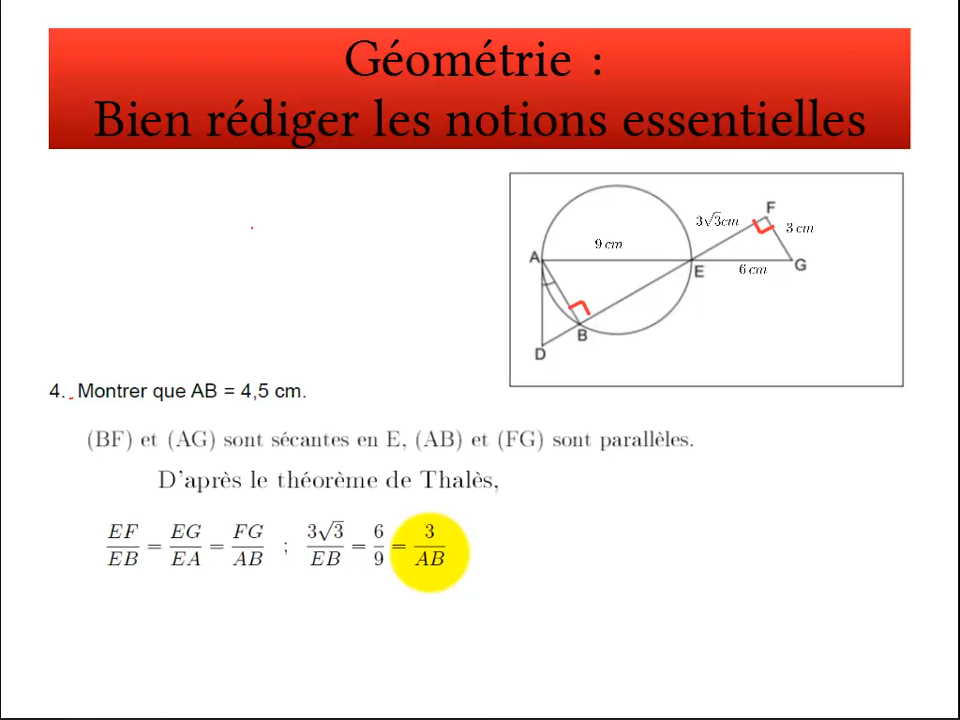 Géométrie :
Bien rédiger les notions essentielles
F
3√3cm
3 cm
9 cm
A
E
G
6 cm
B
D
4. Montrer que AB = 4,5 cm.
(BF) et (AG) sont sécantes en E, (AB) et (FG) sont parallèles.
D'après le théorème de Thalès,
EF/EB = EG/EA = FG/AB ; 3√3/EB = 6/9 = 3/AB